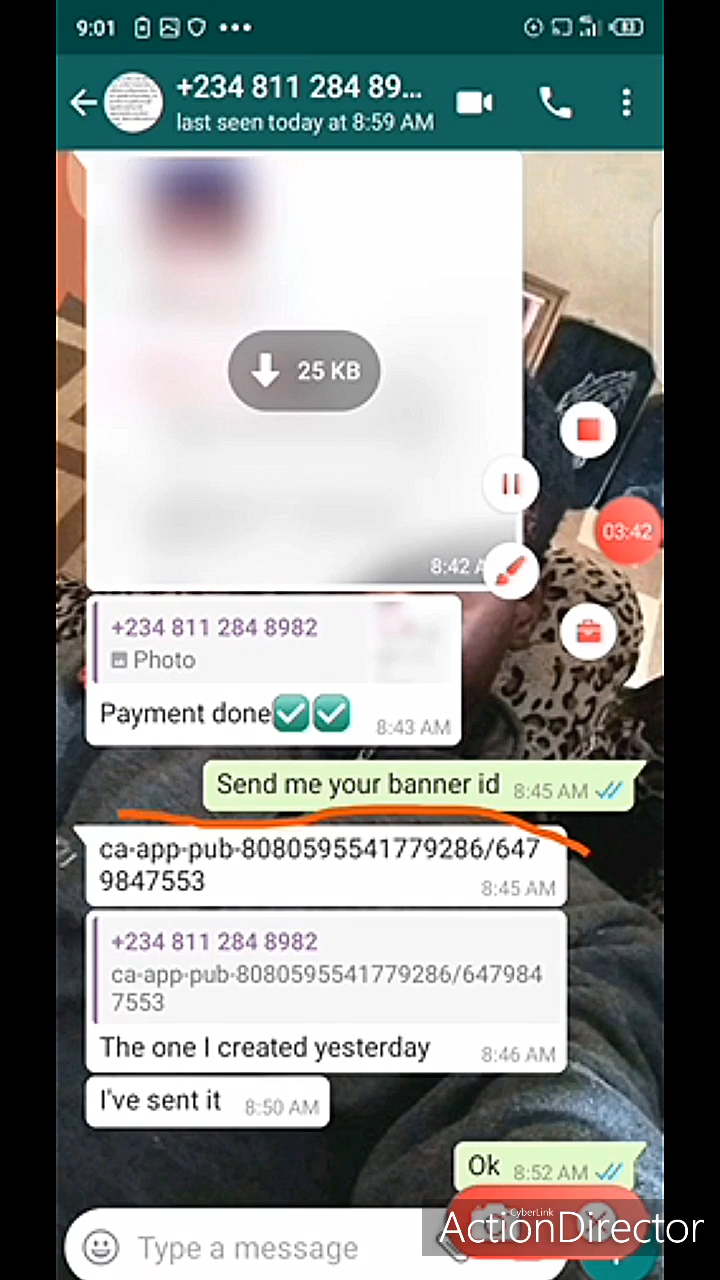 9:01
+234 811 284 89...
last seen today at 8:59 AM
25 KB
8:42 A
03:42
+234 811 284 8982
Photo
Payment done✅✅ 8:43 AM
Send me your banner id 8:45 AM
ca-app-pub-8080595541779286/647
9847553 8:45 AM
+234 811 284 8982
ca-app-pub-8080595541779286/647984
7553
The one I created yesterday 8:46 AM
I've sent it 8:50 AM
Ok 8:52 AM
CyberLink
ActionDirector
Type a message